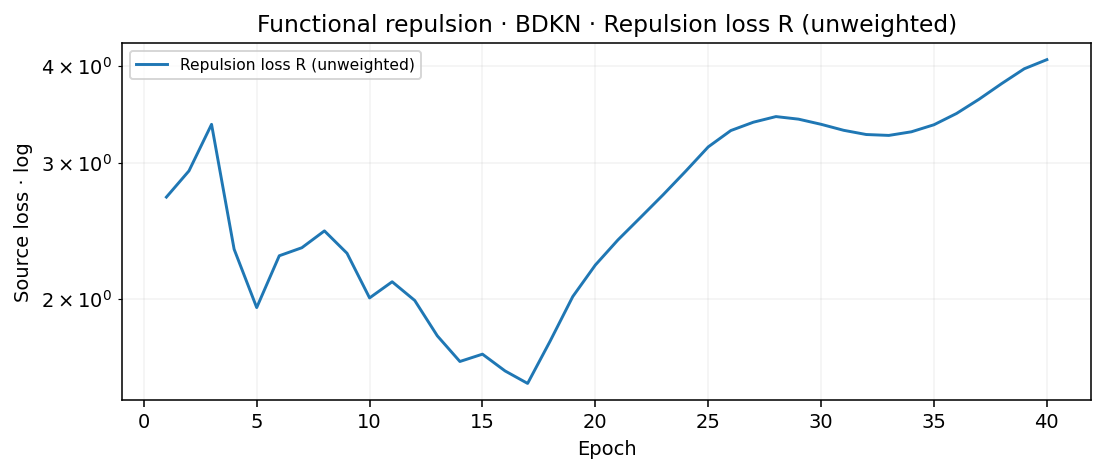 Functional repulsion · BDKN · Repulsion loss R (unweighted)
Repulsion loss R (unweighted)
Source loss · log
4 × 10⁰
3 × 10⁰
2 × 10⁰
0 5 10 15 20 25 30 35 40
Epoch